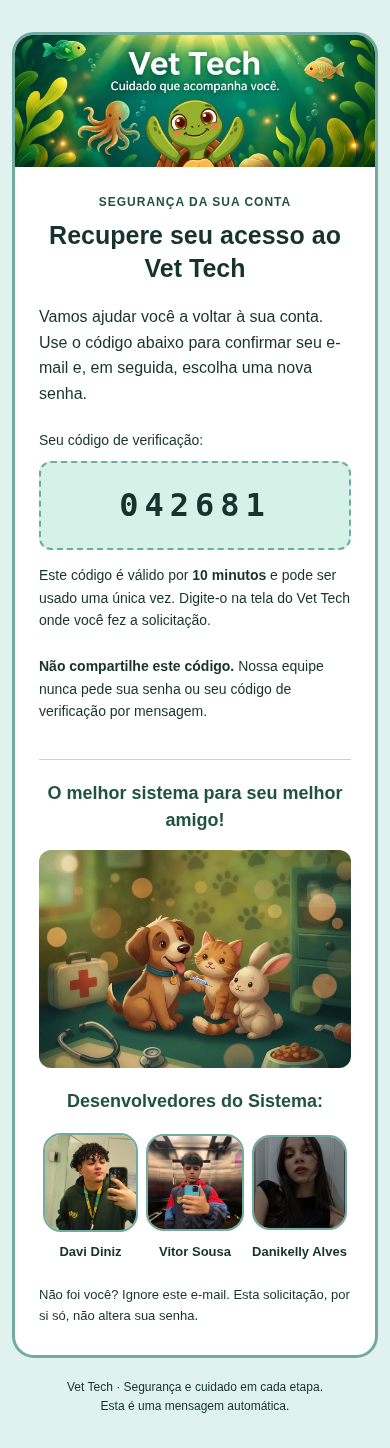 Vet Tech
Cuidado que acompanha você.
SEGURANÇA DA SUA CONTA
Recupere seu acesso ao
Vet Tech
Vamos ajudar você a voltar à sua conta.
Use o código abaixo para confirmar seu e-
mail e, em seguida, escolha uma nova
senha.
Seu código de verificação:
042681
Este código é válido por 10 minutos e pode ser
usado uma única vez. Digite-o na tela do Vet Tech
onde você fez a solicitação.
Não compartilhe este código. Nossa equipe
nunca pede sua senha ou seu código de
verificação por mensagem.
O melhor sistema para seu melhor
amigo!
Desenvolvedores do Sistema:
Davi Diniz
Vitor Sousa
Danikelly Alves
Não foi você? Ignore este e-mail. Esta solicitação, por
si só, não altera sua senha.
Vet Tech · Segurança e cuidado em cada etapa.
Esta é uma mensagem automática.